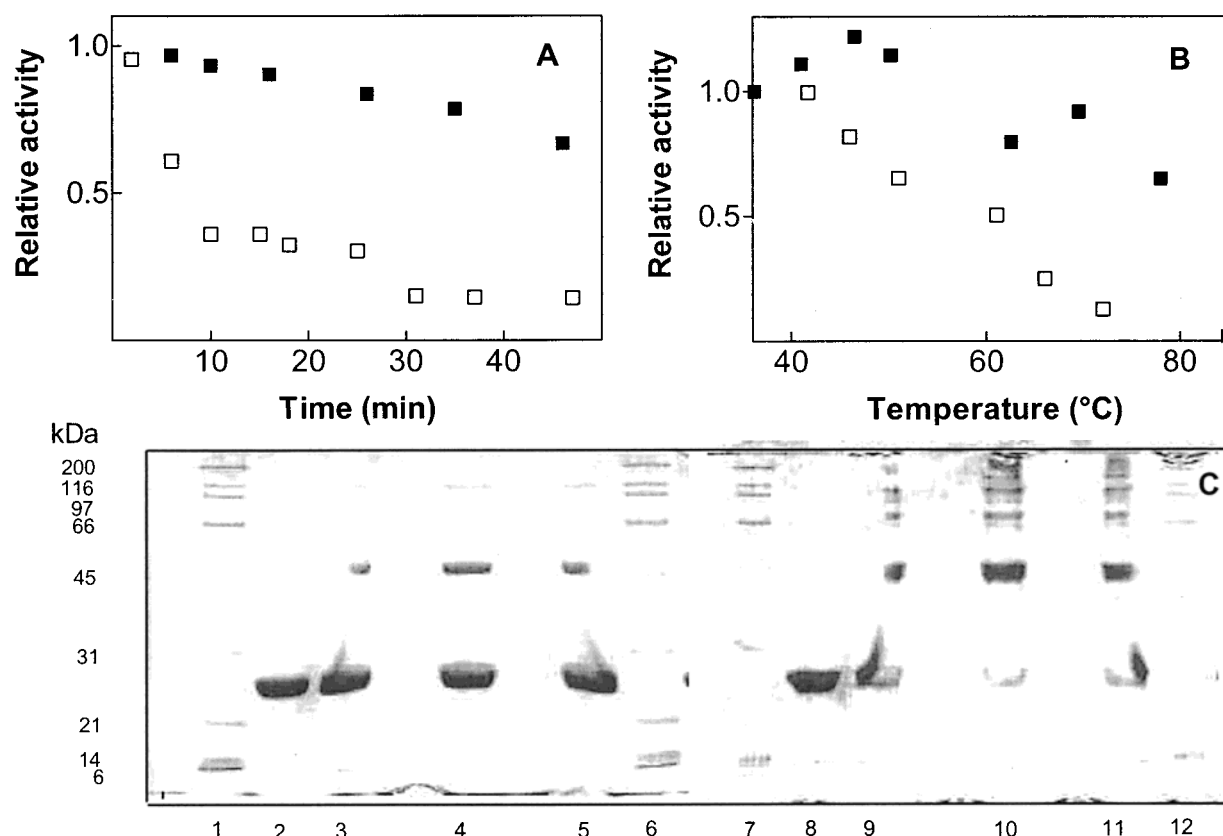 A
Relative activity
1.0
0.5
10 20 30 40
Time (min)
B
Relative activity
1.0
0.5
40 60 80
Temperature (°C)
kDa
200
116
97
66
45
31
21
14
6
C
1 2 3 4 5 6 7 8 9 10 11 12